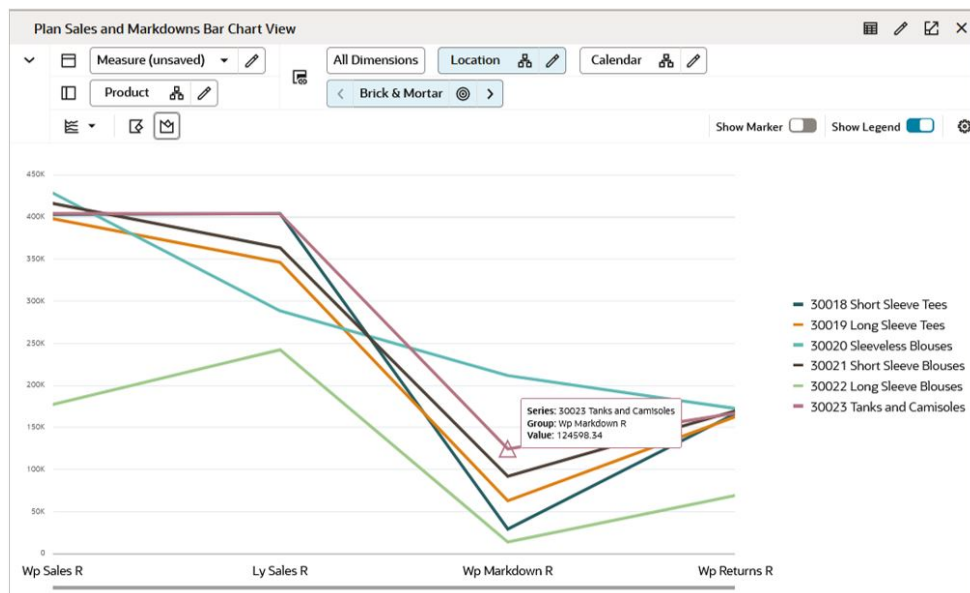 Plan Sales and Markdowns Bar Chart View
Measure (unsaved)
All Dimensions
Location
Calendar
Product
Brick & Mortar
Show Marker
Show Legend
450K
400K
350K
300K
250K
200K
150K
100K
50K
0
Series: 30023 Tanks and Camisoles
Group: Wp Markdown R
Value: 124598.34
30018 Short Sleeve Tees
30019 Long Sleeve Tees
30020 Sleeveless Blouses
30021 Short Sleeve Blouses
30022 Long Sleeve Blouses
30023 Tanks and Camisoles
Wp Sales R
Ly Sales R
Wp Markdown R
Wp Returns R